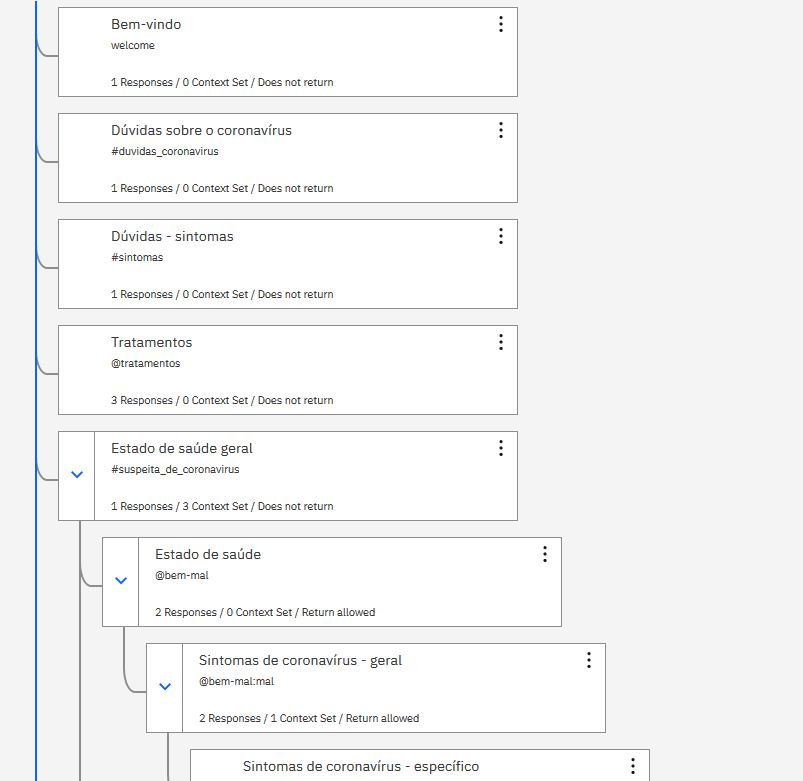 Bem-vindo
welcome
1 Responses / 0 Context Set / Does not return
Dúvidas sobre o coronavírus
#duvidas_coronavirus
1 Responses / 0 Context Set / Does not return
Dúvidas - sintomas
#sintomas
1 Responses / 0 Context Set / Does not return
Tratamentos
@tratamentos
3 Responses / 0 Context Set / Does not return
Estado de saúde geral
#suspeita_de_coronavirus
1 Responses / 3 Context Set / Does not return
Estado de saúde
@bem-mal
2 Responses / 0 Context Set / Return allowed
Sintomas de coronavírus - geral
@bem-mal:mal
2 Responses / 1 Context Set / Return allowed
Sintomas de coronavírus - específico